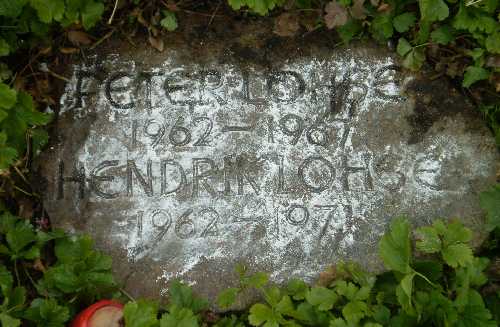 PETER LOHSE
1962 – 1967
HENDRIK LOHSE
1962 – 1971